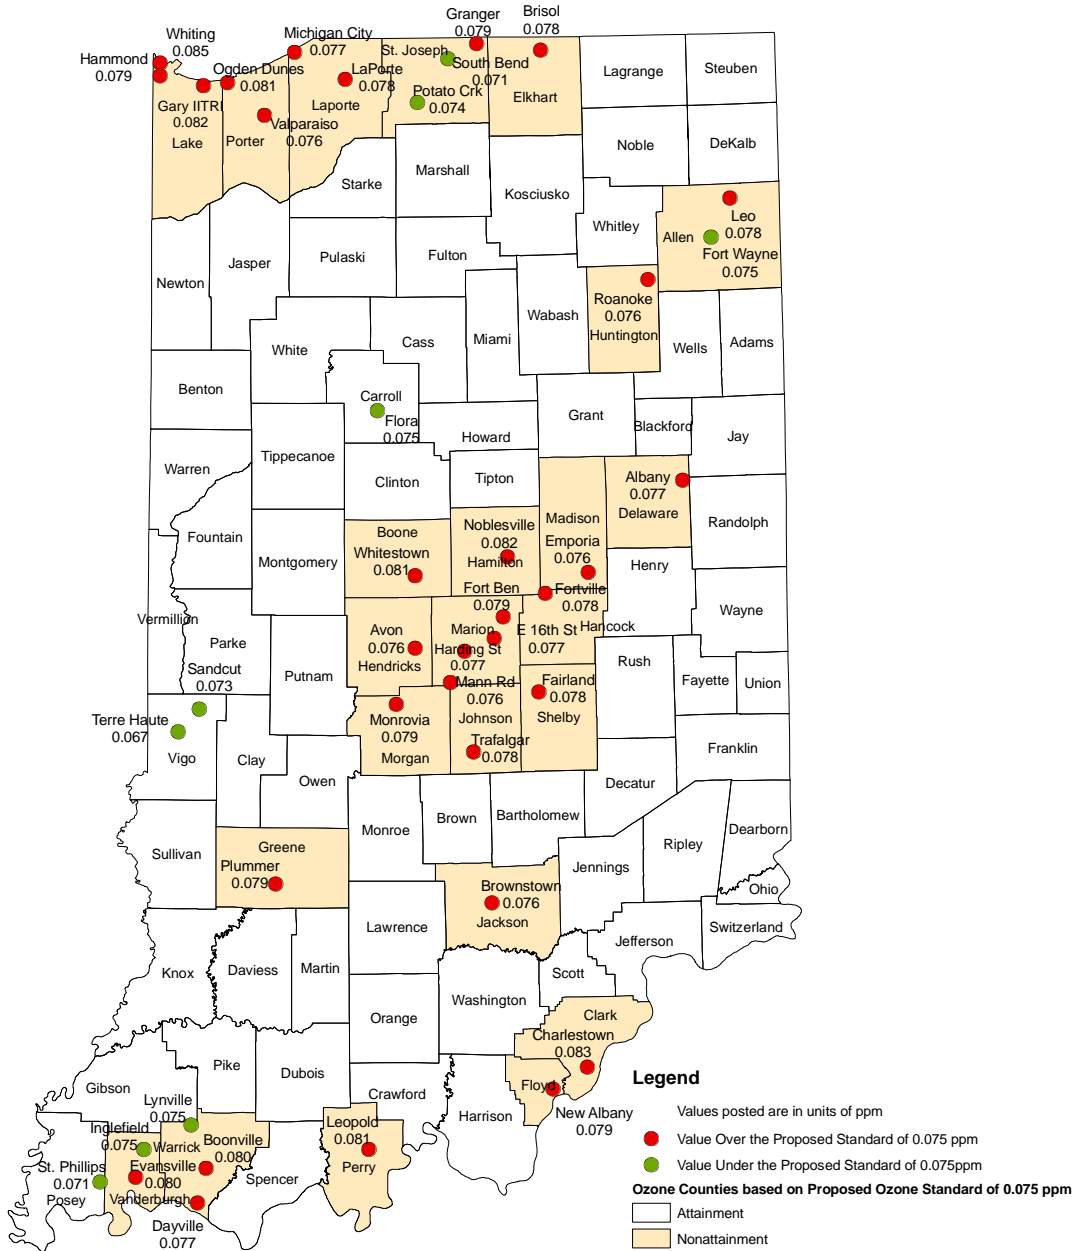 Granger
0.079
Brisol
0.078
Whiting
0.085
Michigan City
0.077
Hammond
0.079
St. Joseph
South Bend
0.071
Ogden Dunes
0.081
LaPorte
0.078
Potato Crk
0.074
Elkhart
Lagrange
Steuben
Gary IITRI
0.082
Laporte
Valparaiso
0.076
Lake
Porter
Noble
DeKalb
Starke
Marshall
Kosciusko
Whitley
Leo
0.078
Allen
Fort Wayne
0.075
Newton
Jasper
Pulaski
Fulton
Roanoke
0.076
Huntington
Wabash
Miami
White
Cass
Wells
Adams
Benton
Carroll
Flora
0.075
Grant
Blackford
Jay
Howard
Warren
Tippecanoe
Clinton
Tipton
Albany
0.077
Delaware
Randolph
Fountain
Montgomery
Boone
Whitestown
0.081
Noblesville
0.082
Hamilton
Madison
Emporia
0.076
Henry
Fort Ben
0.079
Fortville
0.078
Wayne
Vermillion
Parke
Avon
0.076
Hendricks
Marion
Harding St
0.077
E 16th St
0.077
Hancock
Rush
Fayette
Union
Sandcut
0.073
Putnam
Mann Rd
0.076
Fairland
0.078
Shelby
Terre Haute
0.067
Vigo
Clay
Owen
Monrovia
0.079
Morgan
Johnson
Trafalgar
0.078
Franklin
Decatur
Sullivan
Monroe
Brown
Bartholomew
Ripley
Dearborn
Greene
Plummer
0.079
Jennings
Ohio
Brownstown
0.076
Jackson
Lawrence
Jefferson
Switzerland
Knox
Daviess
Martin
Scott
Washington
Orange
Clark
Charlestown
0.083
Pike
Dubois
Gibson
Crawford
Harrison
Floyd
New Albany
0.079
Lynville
0.075
Inglefield
0.075
Warrick
Boonville
0.080
Leopold
0.081
Perry
St. Phillips
0.071
Posey
Evansville
0.080
Vanderburgh
Spencer
Dayville
0.077
Legend
Values posted are in units of ppm
Value Over the Proposed Standard of 0.075 ppm
Value Under the Proposed Standard of 0.075ppm
Ozone Counties based on Proposed Ozone Standard of 0.075 ppm
Attainment
Nonattainment